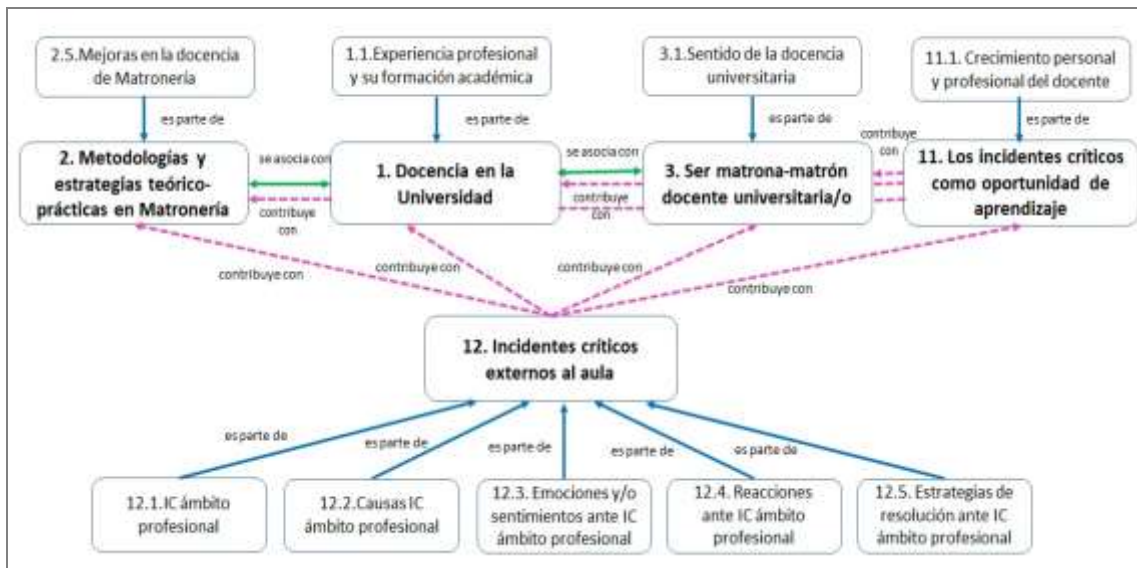 2.5.Mejoras en la docencia
de Matronería
1.1.Experiencia profesional
y su formación académica
3.1.Sentido de la docencia
universitaria
11.1. Crecimiento personal
y profesional del docente
es parte de
es parte de
es parte de
es parte de
2. Metodologías y
estrategias teórico-
prácticas en Matronería
se asocia con
contribuye
con
1. Docencia en la
Universidad
se asocia con
contribuye
con
3. Ser matrona-matrón
docente universitaria/o
contribuye
con
11. Los incidentes críticos
como oportunidad de
aprendizaje
contribuye con
contribuye con
contribuye con
contribuye con
12. Incidentes críticos
externos al aula
es parte de
es parte de
es parte de
es parte de
es parte de
12.1.IC ámbito
profesional
12.2.Causas IC
ámbito profesional
12.3. Emociones y/o
sentimientos ante IC
ámbito profesional
12.4. Reacciones
ante IC ámbito
profesional
12.5. Estrategias de
resolución ante IC
ámbito profesional